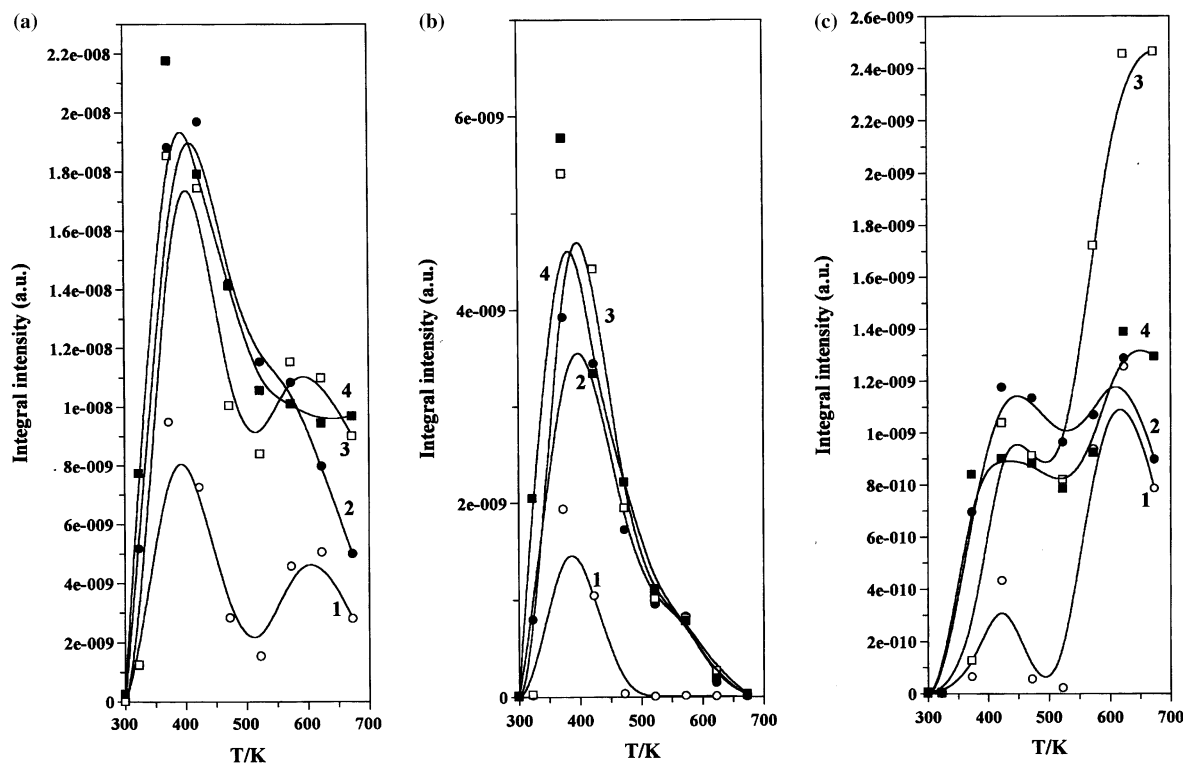 (a)
Integral intensity (a.u.)
2.2e-008
2e-008
1.8e-008
1.6e-008
1.4e-008
1.2e-008
1e-008
8e-009
6e-009
4e-009
2e-009
0
4
3
2
1
300 400 500 600 700
T/K
(b)
Integral intensity (a.u.)
6e-009
4e-009
2e-009
0
4
3
2
1
300 400 500 600 700
T/K
(c)
Integral intensity (a.u.)
2.6e-009
2.4e-009
2.2e-009
2e-009
1.8e-009
1.6e-009
1.4e-009
1.2e-009
1e-009
8e-010
6e-010
4e-010
2e-010
0
3
4
2
1
300 400 500 600 700
T/K